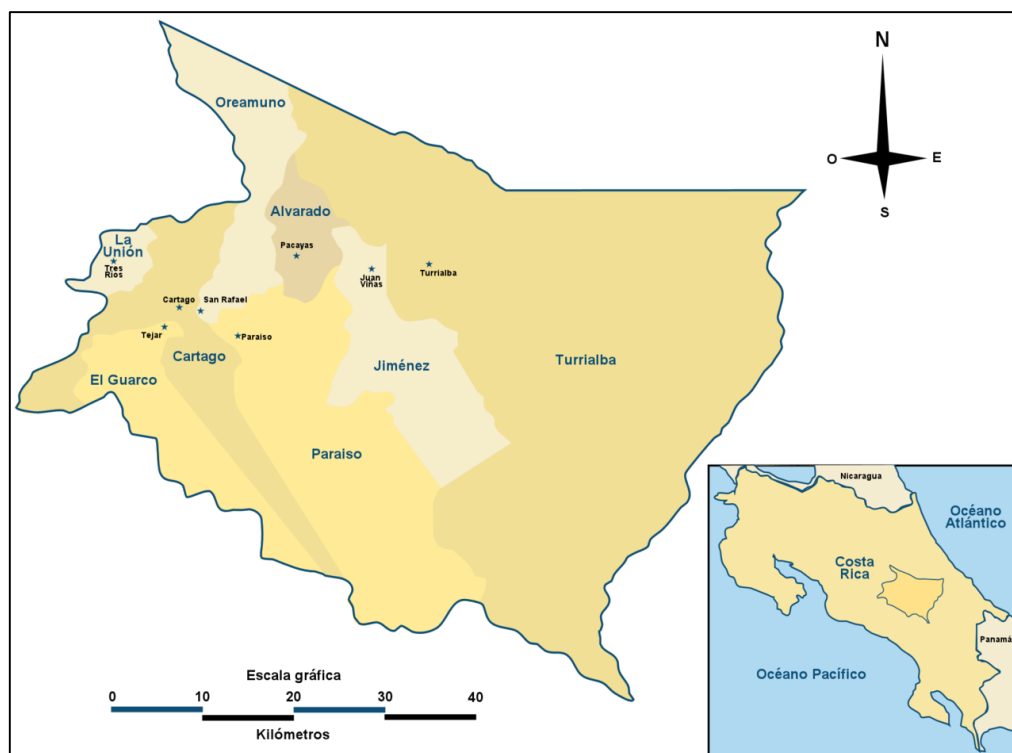 N
O
E
S
Oreamuno
Alvarado
La
Unión
Tres
Ríos
Pacayas
Juan
Viñas
Turrialba
Cartago
San Rafael
Tejar
Paraiso
Cartago
Jiménez
Turrialba
El Guarco
Paraiso
Escala gráfica
0 10 20 30 40
Kilómetros
Nicaragua
Océano
Atlántico
Costa
Rica
Panamá
Océano Pacífico